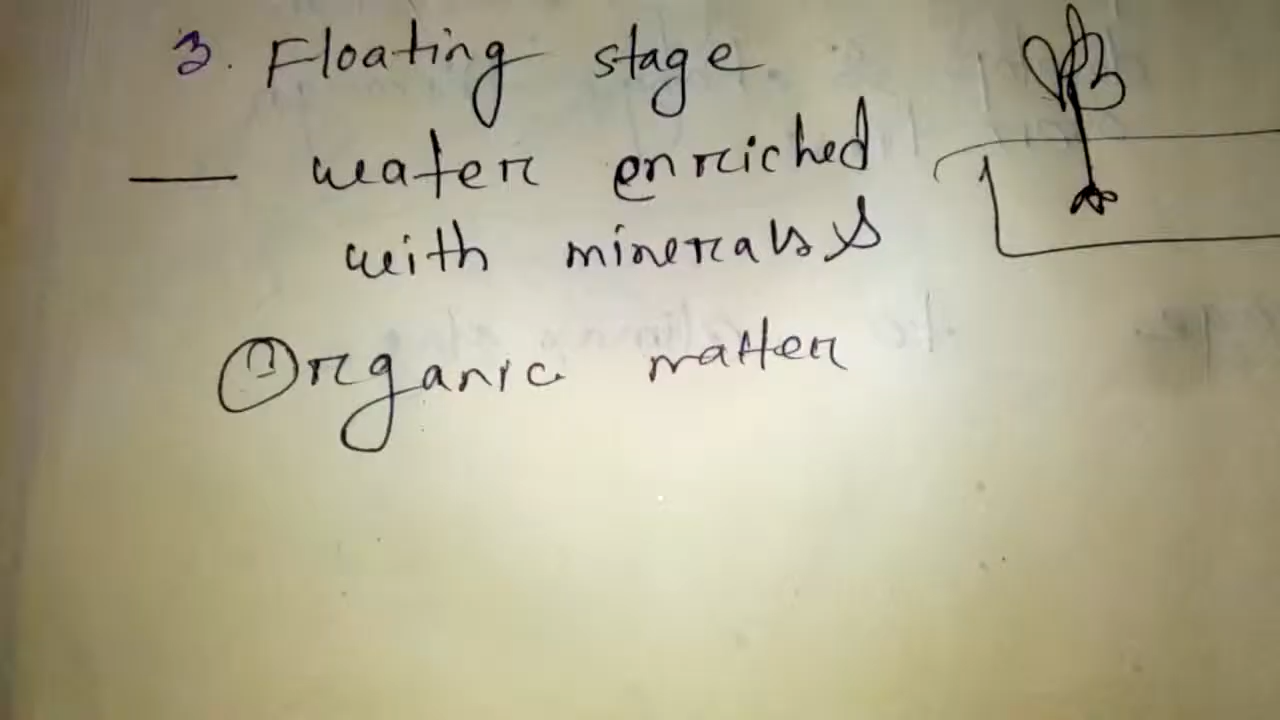 3. Floating stage
— water enriched
with minerals &
Organic matter